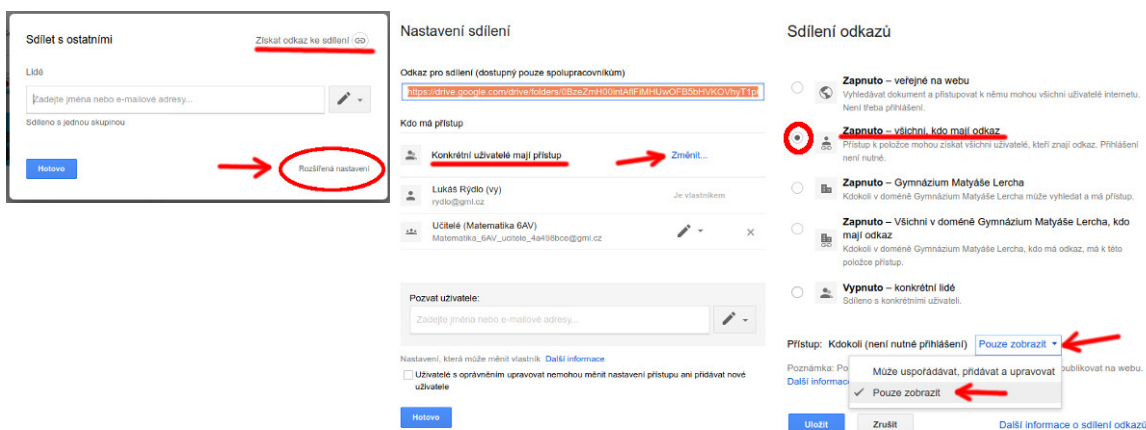 Sdílet s ostatními
Získat odkaz ke sdílení
Lidé
Zadejte jména nebo e-mailové adresy...
Sdíleno s jednou skupinou
Hotovo
Rozšířená nastavení
Nastavení sdílení
Odkaz pro sdílení (dostupný pouze spolupracovníkům)
https://drive.google.com/drive/folders/
Kdo má přístup
Konkrétní uživatelé mají přístup
Změnit...
Lukáš Rýdlo (vy)
rydlo@gml.cz
Je vlastníkem
Učitelé (Matematika 6AV)
Matematika_6AV_ucitele_4a498bce@gml.cz
Pozvat uživatele:
Zadejte jména nebo e-mailové adresy...
Nastavení, která může měnit vlastník Další informace
Uživatelé s oprávněním upravovat nemohou měnit nastavení přístupu ani přidávat nové
uživatele
Hotovo
Sdílení odkazů
Zapnuto – veřejné na webu
Vyhledávat dokument a přistupovat k němu mohou všichni uživatelé internetu.
Není třeba přihlášení.
Zapnuto – všichni, kdo mají odkaz
Přístup k položce mohou získat všichni uživatelé, kteří znají odkaz. Přihlášení
není nutné.
Zapnuto – Gymnázium Matyáše Lercha
Kdokoli v doméně Gymnázium Matyáše Lercha může vyhledat a má přístup.
Zapnuto – Všichni v doméně Gymnázium Matyáše Lercha, kdo
mají odkaz
Kdokoli v doméně Gymnázium Matyáše Lercha, kdo má odkaz, má k této
položce přístup.
Vypnuto – konkrétní lidé
Sdíleno s konkrétními uživateli.
Přístup: Kdokoli (není nutné přihlášení) Pouze zobrazit
Poznámka: Po
publikovat na webu.
Další informac
Může uspořádávat, přidávat a upravovat
Pouze zobrazit
Uložit
Zrušit
Další informace o sdílení odkazů